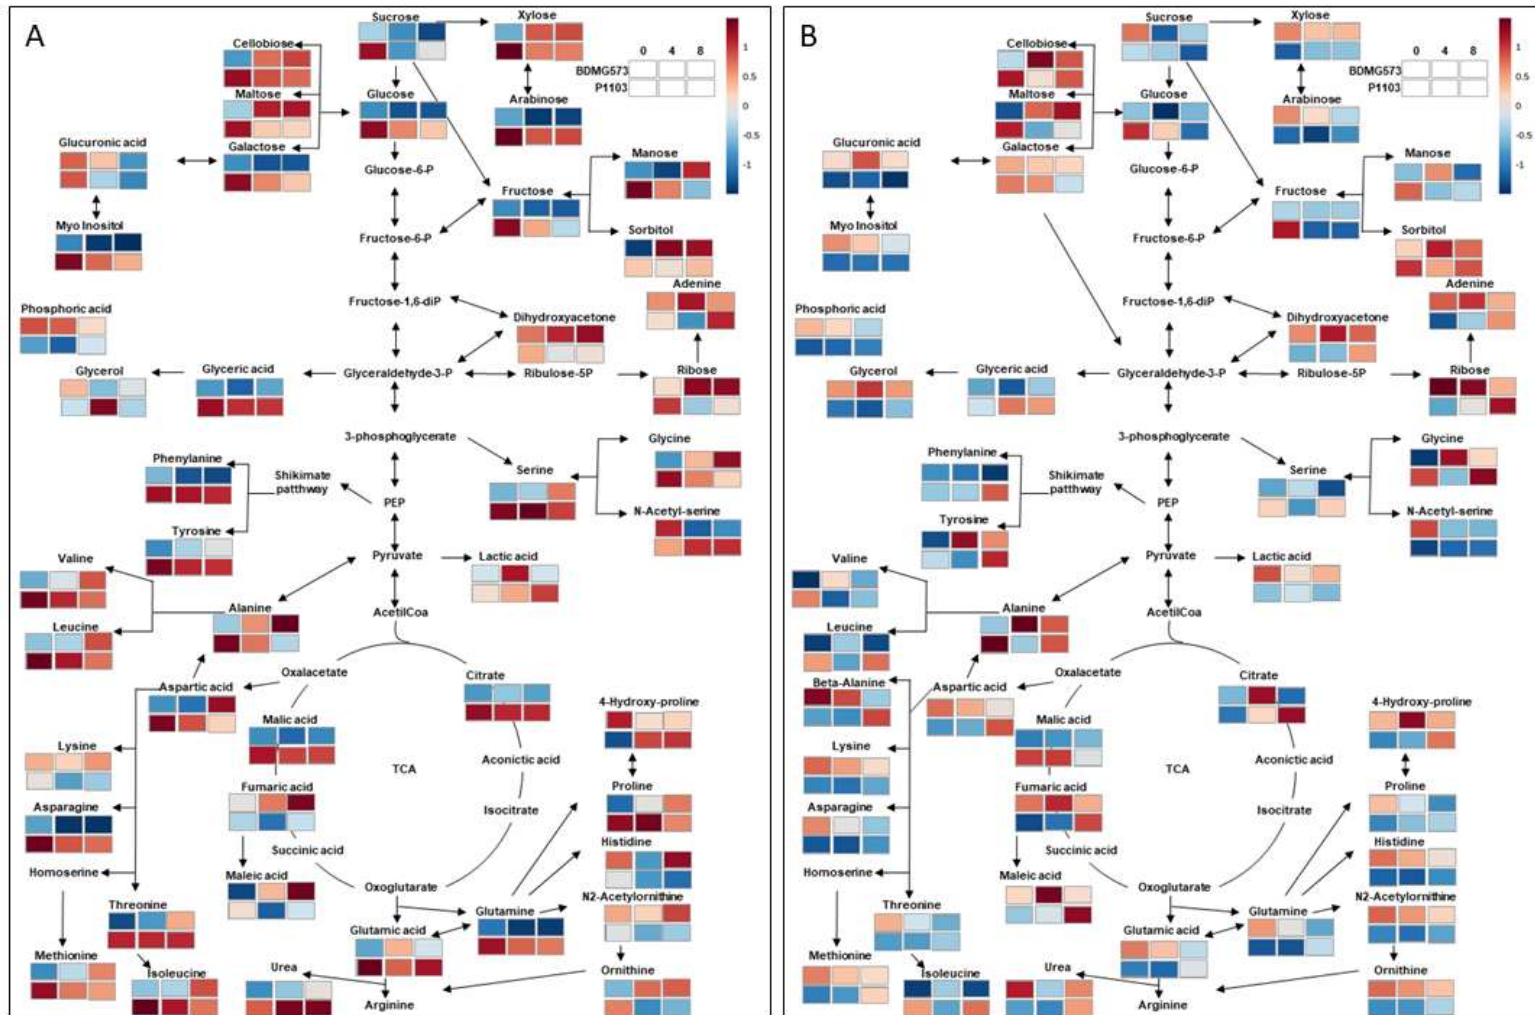 A
Sucrose
Xylose
Cellobiose
0 4 8
BDMG573
P1103
1
0.5
0
-0.5
-1
Maltose
Glucose
Arabinose
Glucuronic acid
Galactose
Manose
Glucose-6-P
Fructose
Myo Inositol
Fructose-6-P
Sorbitol
Adenine
Phosphoric acid
Fructose-1,6-diP
Dihydroxyacetone
Glycerol
Glyceric acid
Glyceraldehyde-3-P
Ribulose-5P
Ribose
3-phosphoglycerate
Glycine
Phenylanine
Shikimate
patthway
Serine
PEP
N-Acetyl-serine
Tyrosine
Valine
Pyruvate
Lactic acid
Alanine
AcetilCoa
Leucine
Oxalacetate
Citrate
Aspartic acid
4-Hydroxy-proline
Malic acid
Lysine
TCA
Aconictic acid
Fumaric acid
Proline
Asparagine
Isocitrate
Histidine
Succinic acid
Homoserine
Maleic acid
Oxoglutarate
N2-Acetylornithine
Threonine
Glutamine
Glutamic acid
Methionine
Isoleucine
Urea
Ornithine
Arginine
B
Sucrose
Xylose
Cellobiose
0 4 8
BDMG573
P1103
1
0.5
0
-0.5
-1
Maltose
Glucose
Arabinose
Glucuronic acid
Galactose
Manose
Glucose-6-P
Fructose
Myo Inositol
Fructose-6-P
Sorbitol
Adenine
Phosphoric acid
Fructose-1,6-diP
Dihydroxyacetone
Glycerol
Glyceric acid
Glyceraldehyde-3-P
Ribulose-5P
Ribose
3-phosphoglycerate
Glycine
Phenylanine
Shikimate
patthway
Serine
PEP
N-Acetyl-serine
Tyrosine
Valine
Pyruvate
Lactic acid
Alanine
AcetilCoa
Leucine
Oxalacetate
Citrate
Beta-Alanine
Aspartic acid
4-Hydroxy-proline
Malic acid
Lysine
TCA
Aconictic acid
Fumaric acid
Proline
Asparagine
Isocitrate
Histidine
Succinic acid
Homoserine
Maleic acid
Oxoglutarate
N2-Acetylornithine
Threonine
Glutamine
Glutamic acid
Methionine
Isoleucine
Urea
Ornithine
Arginine